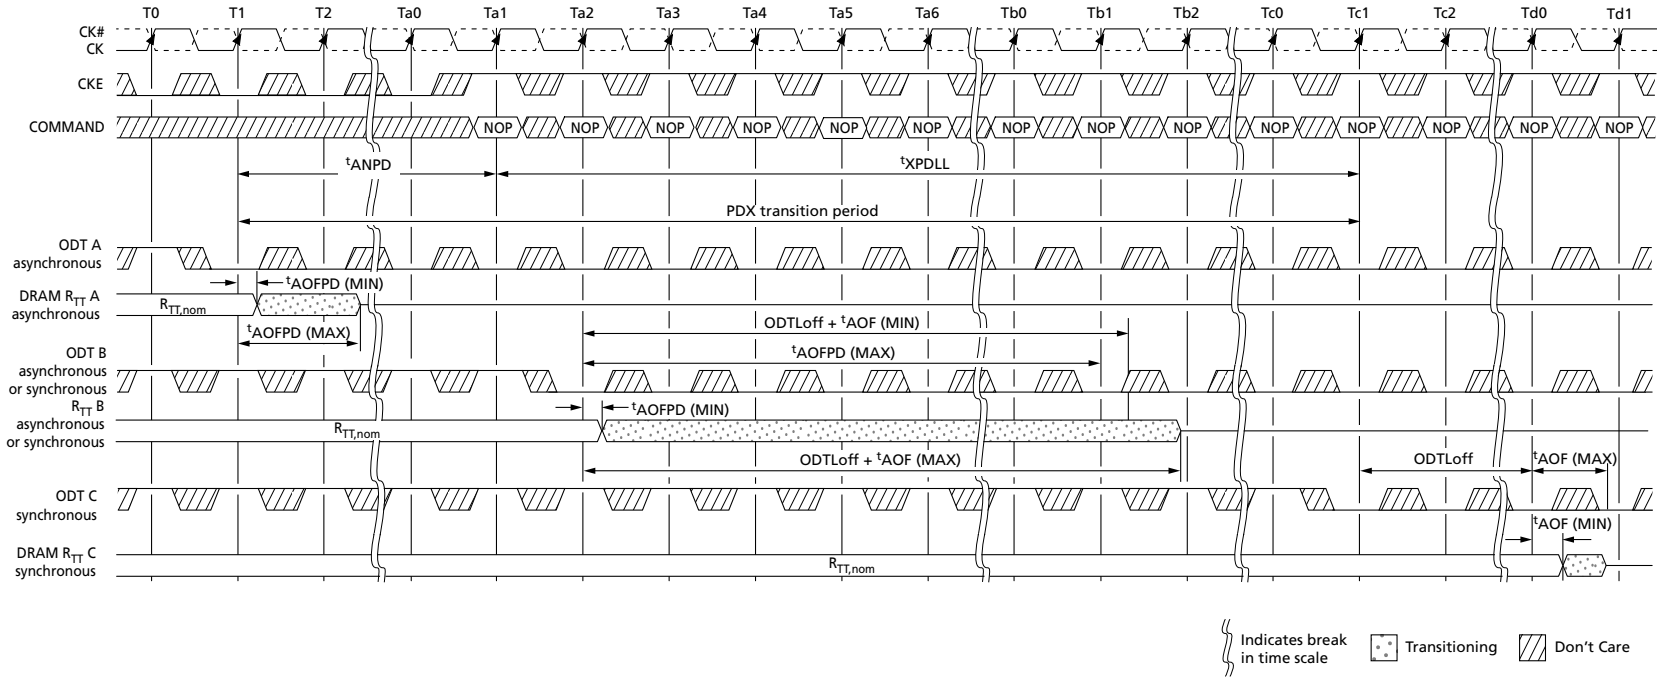 T0 T1 T2 Ta0 Ta1 Ta2 Ta3 Ta4 Ta5 Ta6 Tb0 Tb1 Tb2 Tc0 Tc1 Tc2 Td0 Td1
CK#
CK
CKE
COMMAND
NOP NOP NOP NOP NOP NOP NOP NOP NOP NOP NOP NOP NOP NOP
tANPD
tXPDLL
PDX transition period
ODT A
asynchronous
tAOFPD (MIN)
DRAM RTT A
asynchronous
RTT,nom
tAOFPD (MAX)
ODTLoff + tAOF (MIN)
tAOFPD (MAX)
ODT B
asynchronous
or synchronous
tAOFPD (MIN)
RTT B
asynchronous
or synchronous
RTT,nom
ODTLoff + tAOF (MAX)
ODTLoff
tAOF (MAX)
ODT C
synchronous
tAOF (MIN)
DRAM RTT C
synchronous
RTT,nom
Indicates break
in time scale
Transitioning
Don't Care